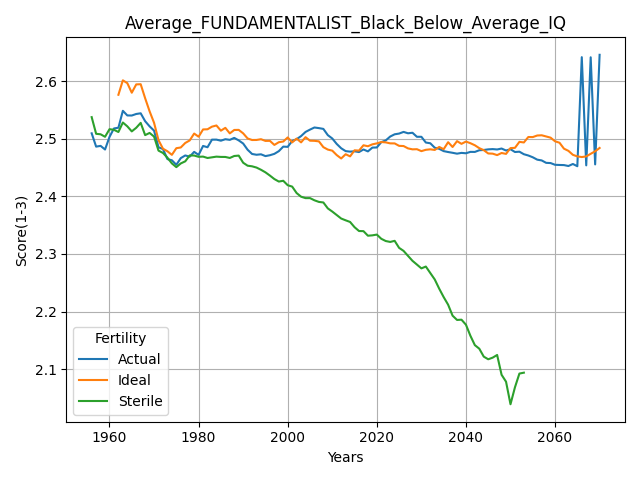 Average_FUNDAMENTALIST_Black_Below_Average_IQ
2.6
2.5
2.4
2.3
2.2
2.1
Score(1-3)
Fertility
Actual
Ideal
Sterile
1960 1980 2000 2020 2040 2060
Years